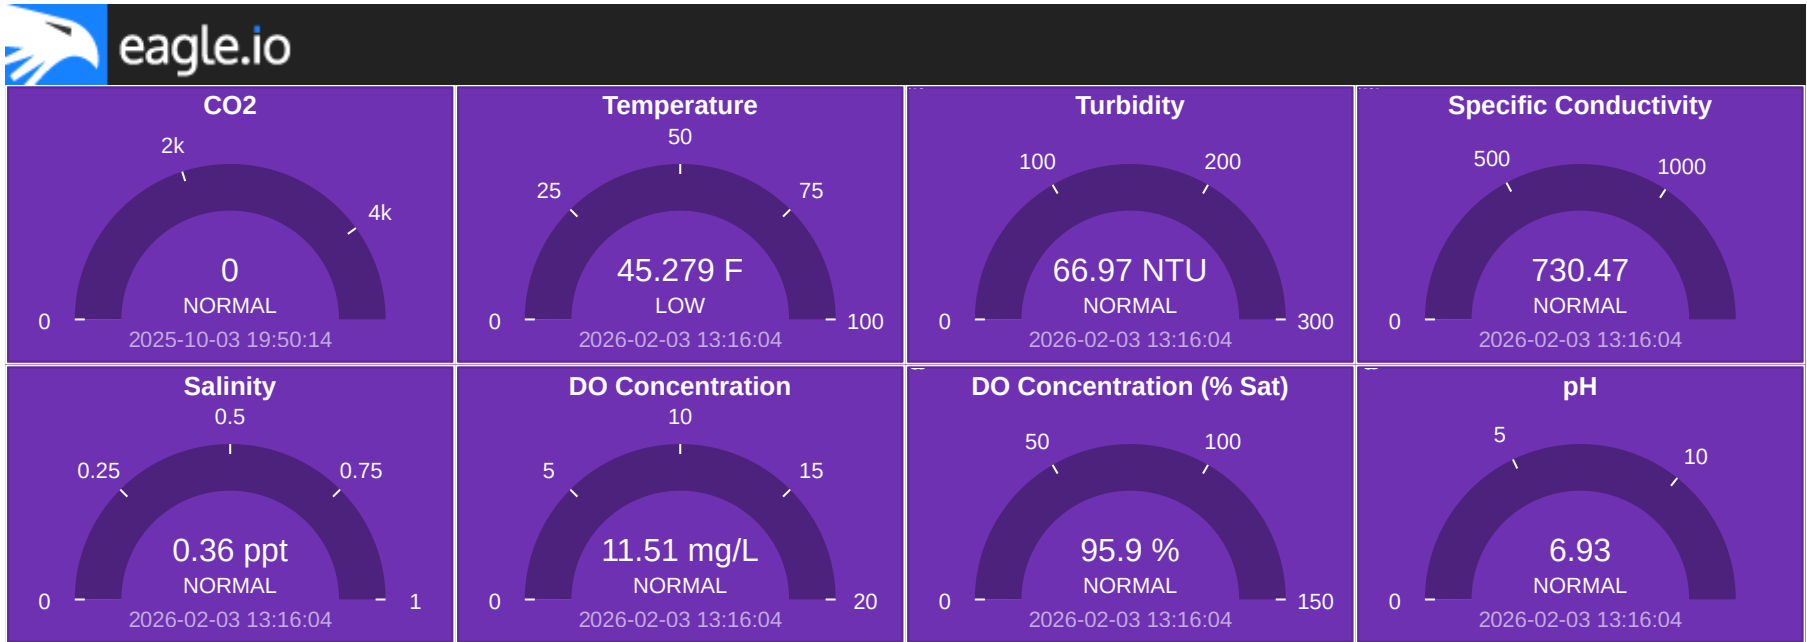 eagle.io
CO2
2k
4k
0
0
NORMAL
2025-10-03 19:50:14
Temperature
50
25
75
45.279 F
LOW
0
100
2026-02-03 13:16:04
Turbidity
100
200
66.97 NTU
NORMAL
0
300
2026-02-03 13:16:04
Specific Conductivity
500
1000
730.47
NORMAL
0
2026-02-03 13:16:04
Salinity
0.5
0.25
0.75
0.36 ppt
NORMAL
0
1
2026-02-03 13:16:04
DO Concentration
10
5
15
11.51 mg/L
NORMAL
0
20
2026-02-03 13:16:04
DO Concentration (% Sat)
50
100
95.9 %
NORMAL
0
150
2026-02-03 13:16:04
pH
5
10
6.93
NORMAL
0
2026-02-03 13:16:04